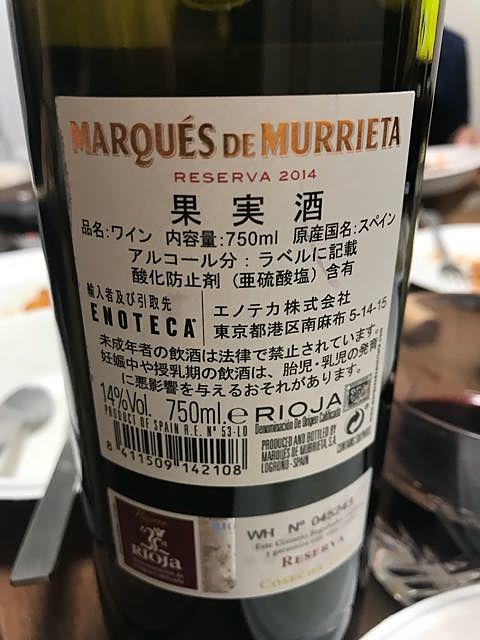 MARQUÉS DE MURRIETA
RESERVA 2014
果実酒
品名:ワイン 内容量:750ml 原産国名:スペイン
アルコール分:ラベルに記載
酸化防止剤(亜硫酸塩)含有
輸入者及び引取先
ENOTECA
エノテカ株式会社
東京都港区南麻布 5-14-15
未成年者の飲酒は法律で禁止されています。
妊娠中や授乳期の飲酒は、胎児・乳児の発育
に悪影響を与えるおそれがあります。
14%Vol. 750ml. e RIOJA
Denominación De Origen Calificada
PRODUCT OF SPAIN R.E. Nº 53-LO
PRODUCED AND BOTTLED BY
MARQUÉS DE MURRIETA, S.A.
LOGROÑO - SPAIN
8 411509 142108
RIOJA
WH Nº 045243
RESERVA
COSECHA